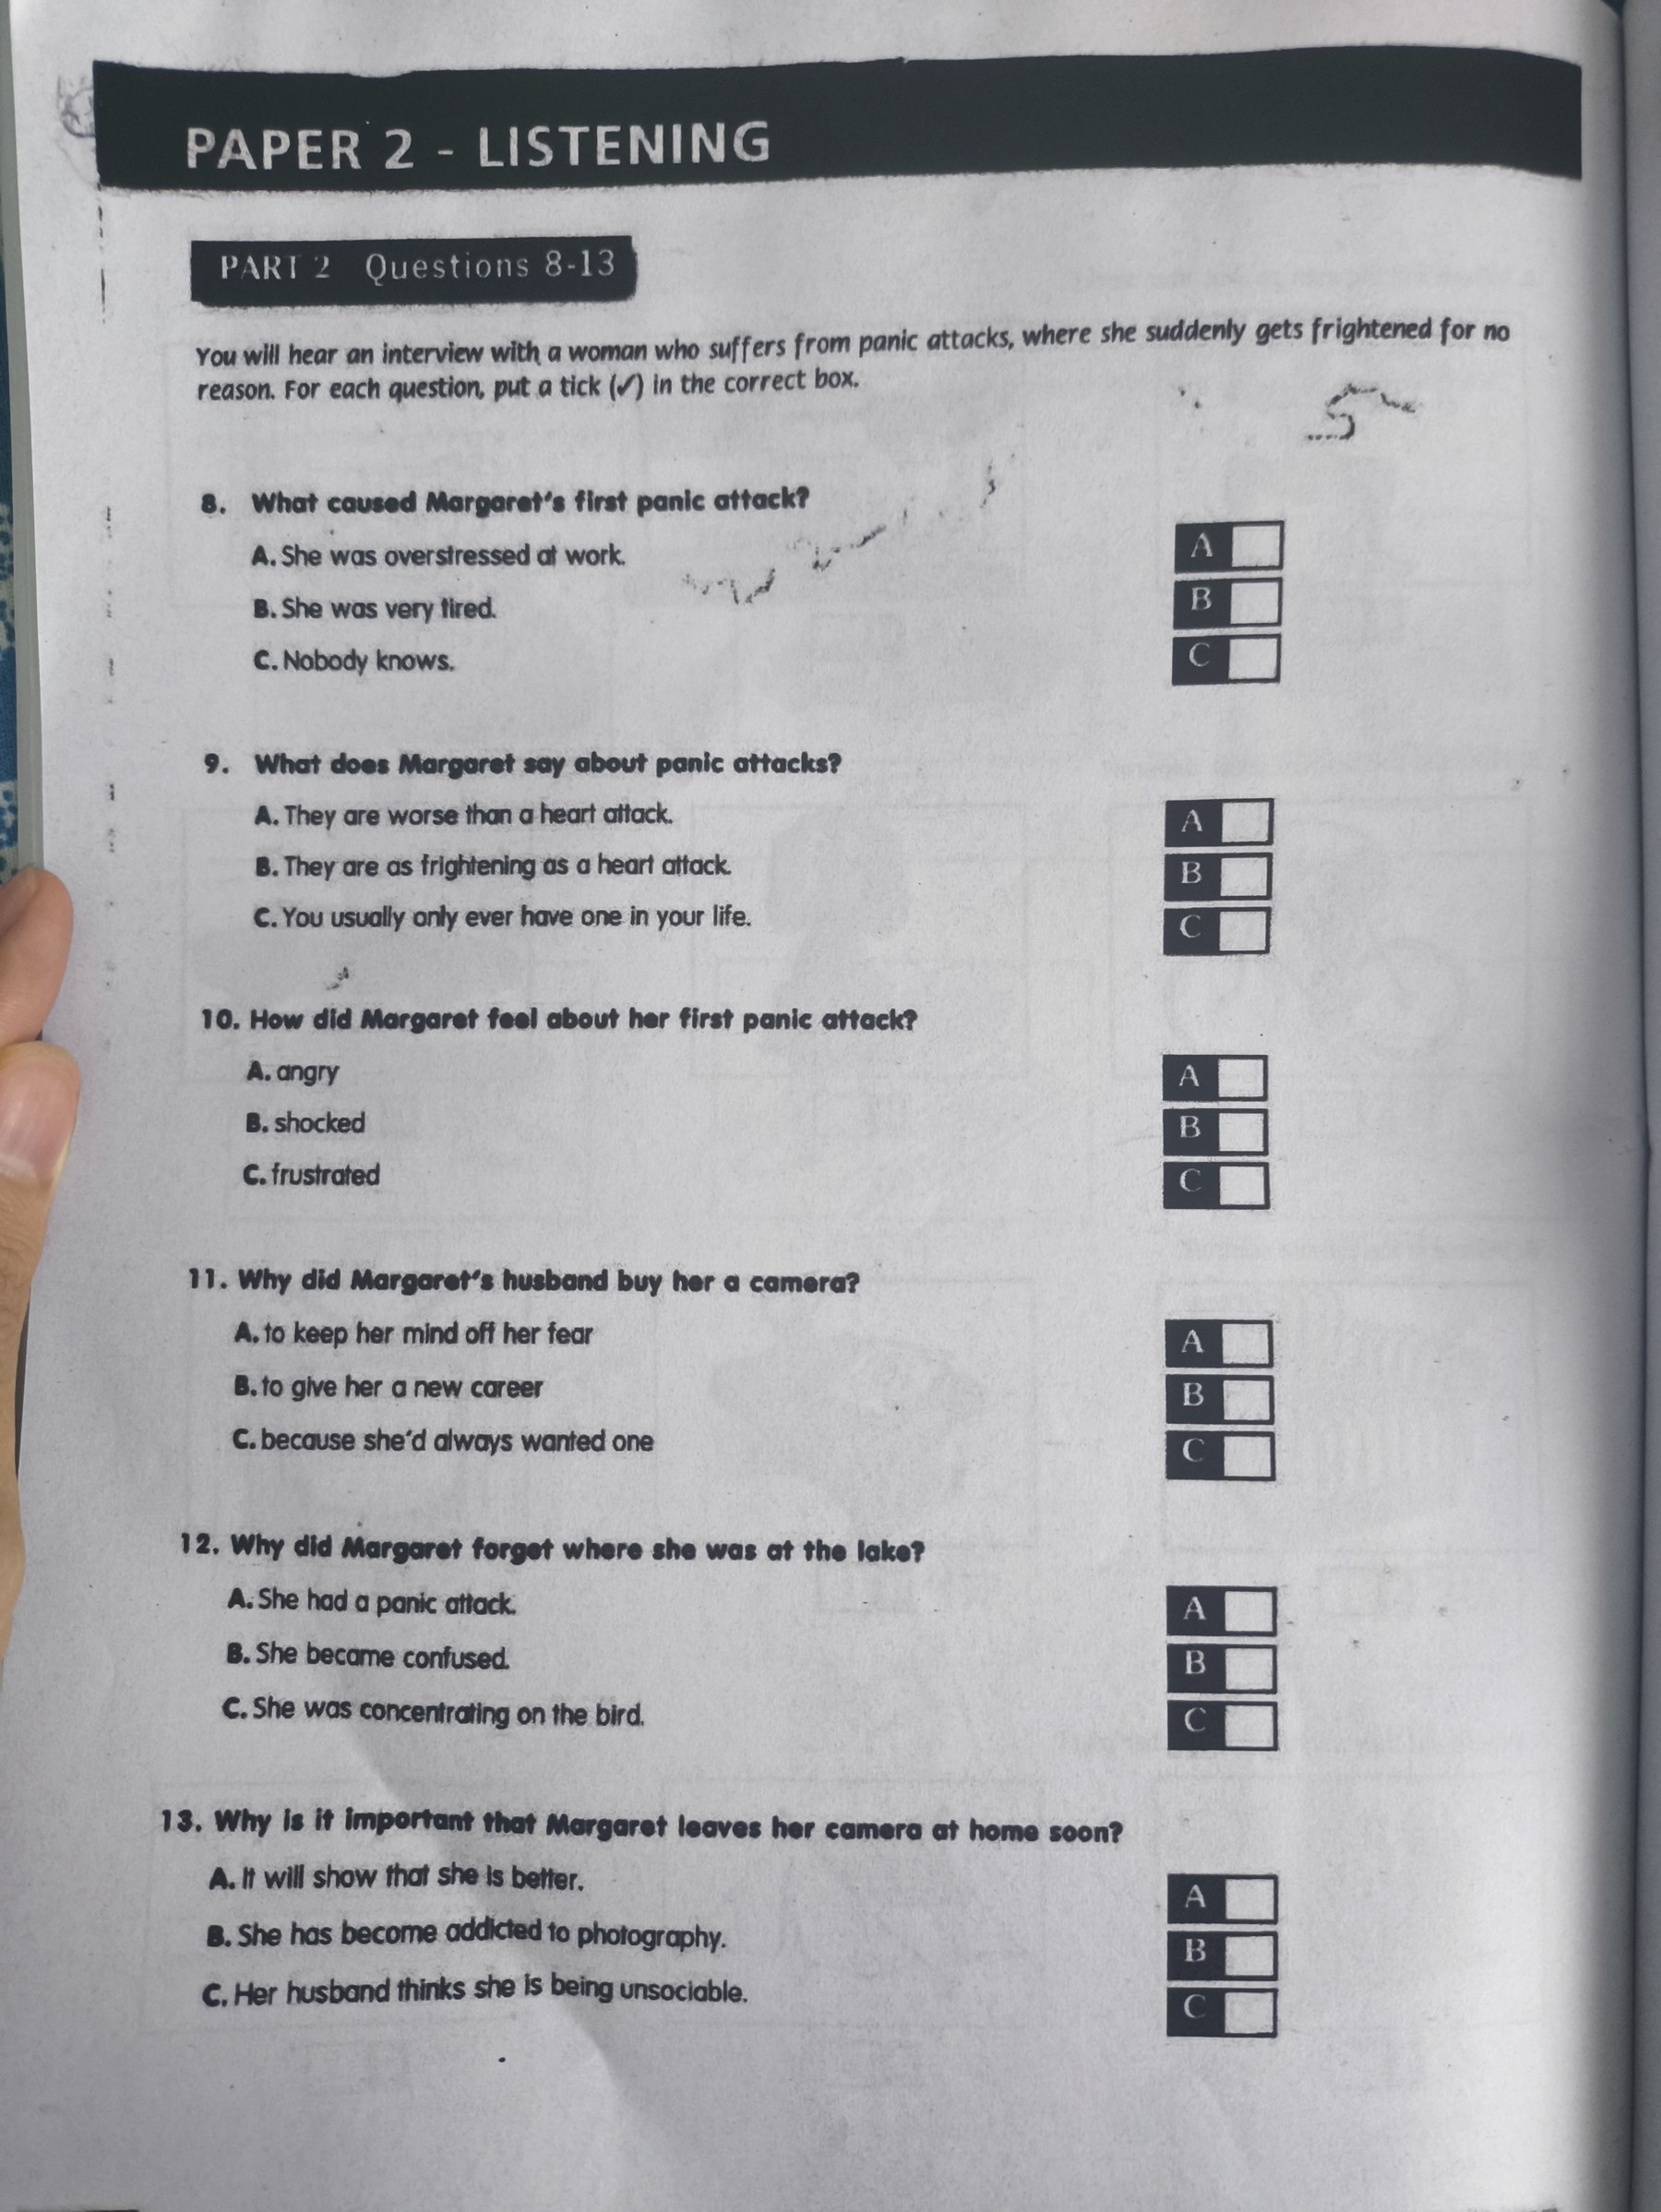 PAPER 2 - LISTENING
PART 2 Questions 8-13
You will hear an interview with a woman who suffers from panic attacks, where she suddenly gets frightened for no
reason. For each question, put a tick (✓) in the correct box.
8. What caused Margaret's first panic attack?
A. She was overstressed at work.
B. She was very tired.
C. Nobody knows.
A
B
C
9. What does Margaret say about panic attacks?
A. They are worse than a heart attack.
B. They are as frightening as a heart attack.
C. You usually only ever have one in your life.
A
B
C
10. How did Margaret feel about her first panic attack?
A. angry
B. shocked
C. frustrated
A
B
C
11. Why did Margaret's husband buy her a camera?
A. to keep her mind off her fear
B. to give her a new career
C. because she'd always wanted one
A
B
C
12. Why did Margaret forget where she was at the lake?
A. She had a panic attack.
B. She became confused.
C. She was concentrating on the bird.
A
B
C
13. Why is it important that Margaret leaves her camera at home soon?
A. It will show that she is better.
B. She has become addicted to photography.
C. Her husband thinks she is being unsociable.
A
B
C